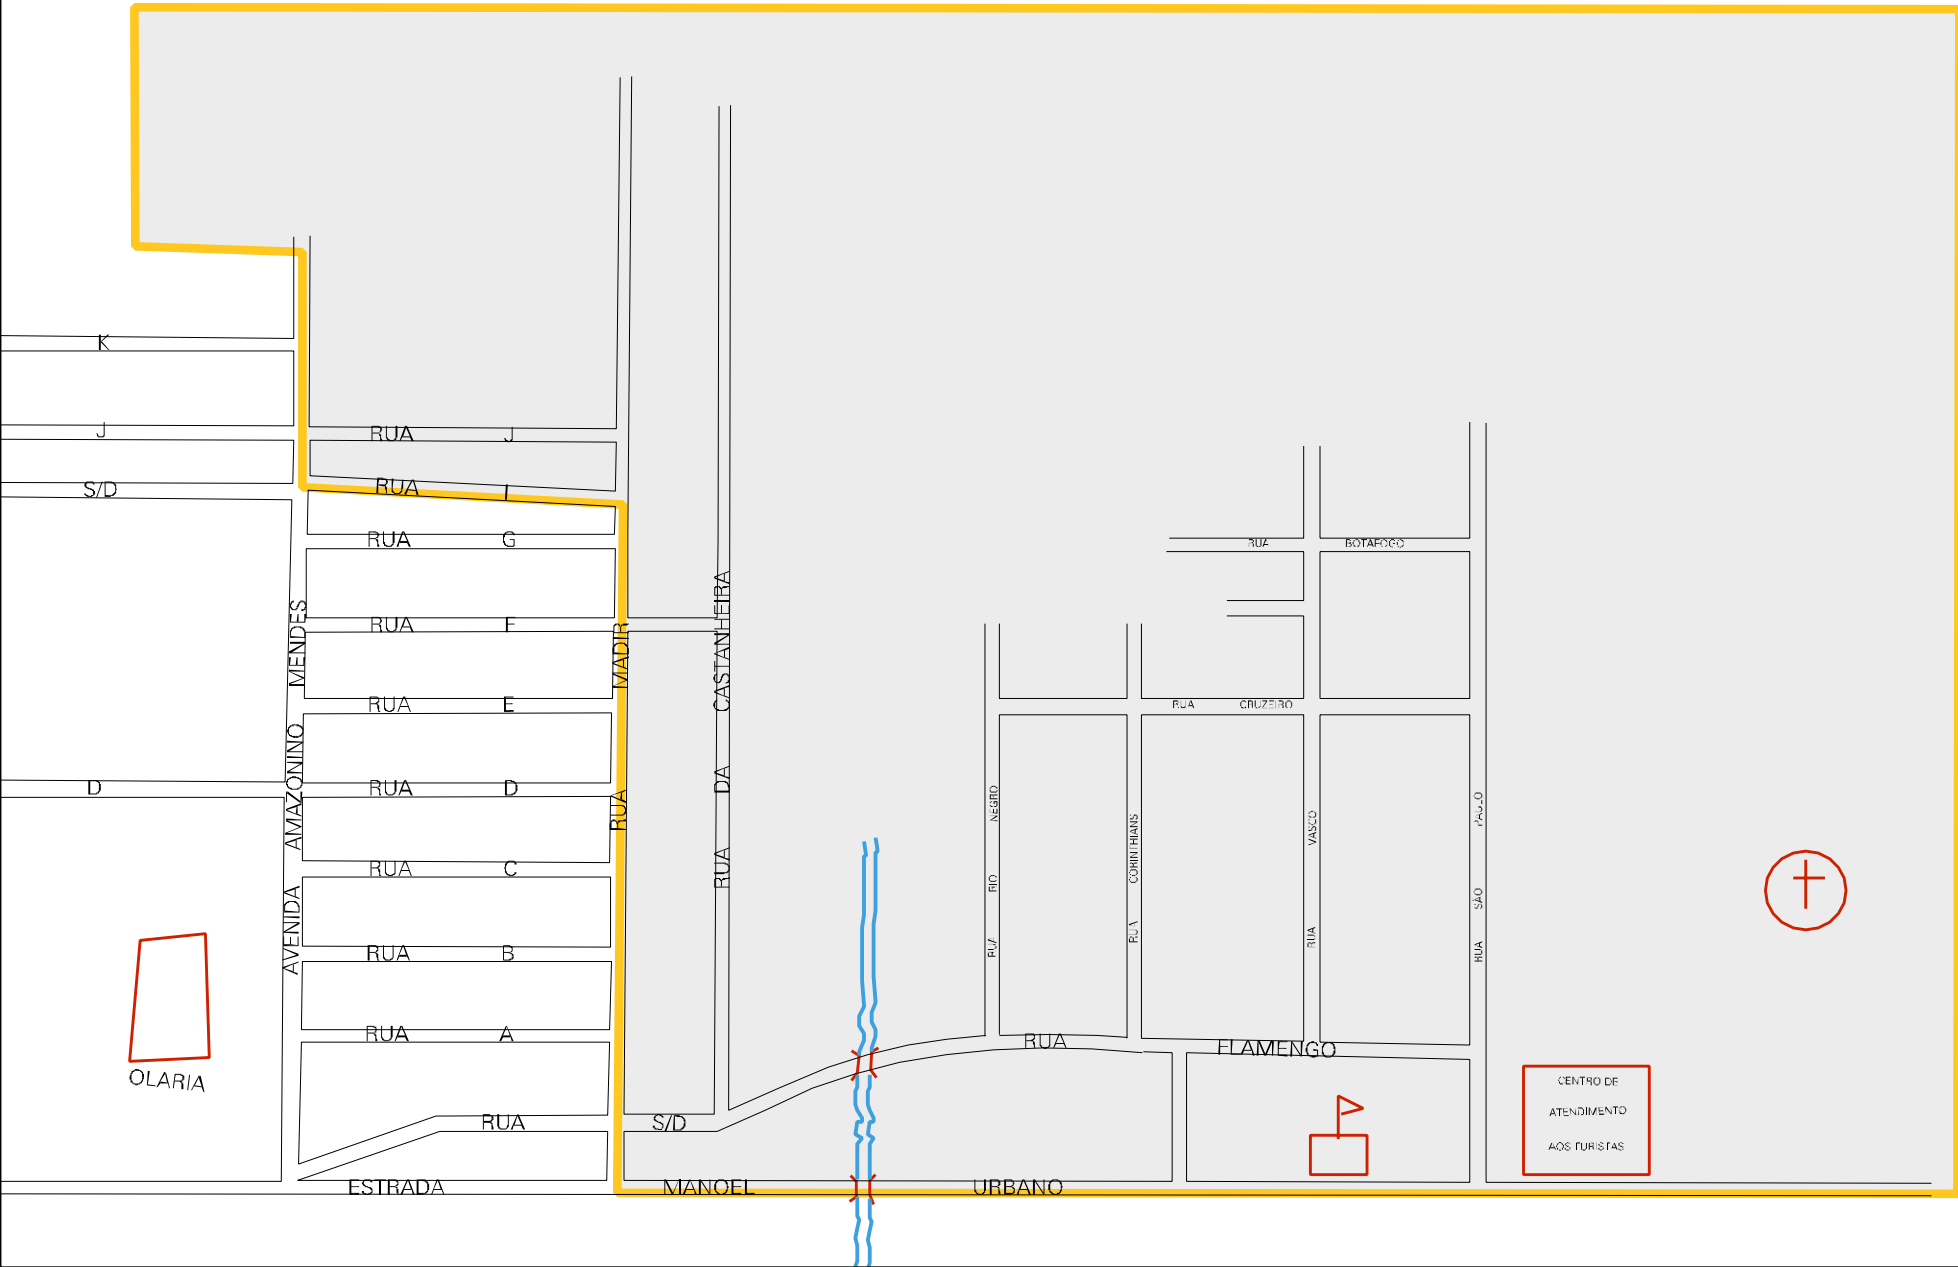 K
J
RUA J
S/D
RUA I
RUA G
RUA BOTAFOGO
RUA F
RUA E
RUA CRUZEIRO
D
RUA D
RUA C
RUA B
RUA A
AVENIDA AMAZONINO MENDES
RUA MADIR
RUA DA CASTANHEIRA
RUA RIO NEGRO
RUA CORINTHIANS
RUA VASCO
RUA SÃO PAULO
RUA FLAMENGO
OLARIA
CENTRO DE
ATENDIMENTO
AOS TURISTAS
RUA S/D
ESTRADA MANOEL URBANO